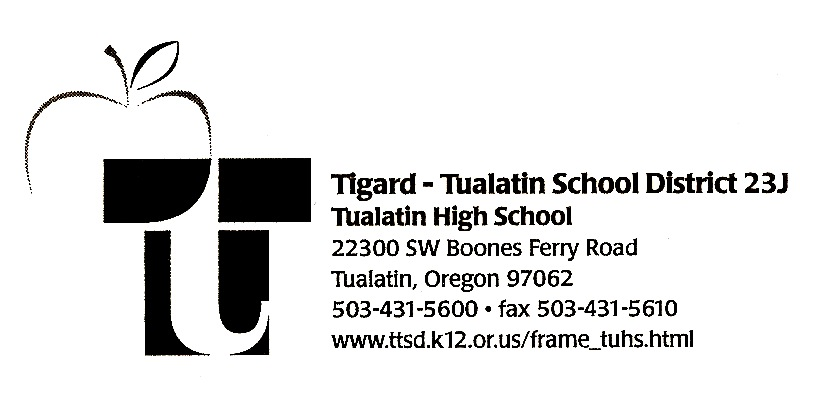 Tigard - Tualatin School District 23J
Tualatin High School
22300 SW Boones Ferry Road
Tualatin, Oregon 97062
503-431-5600 • fax 503-431-5610
www.ttsd.k12.or.us/frame_tuhs.html